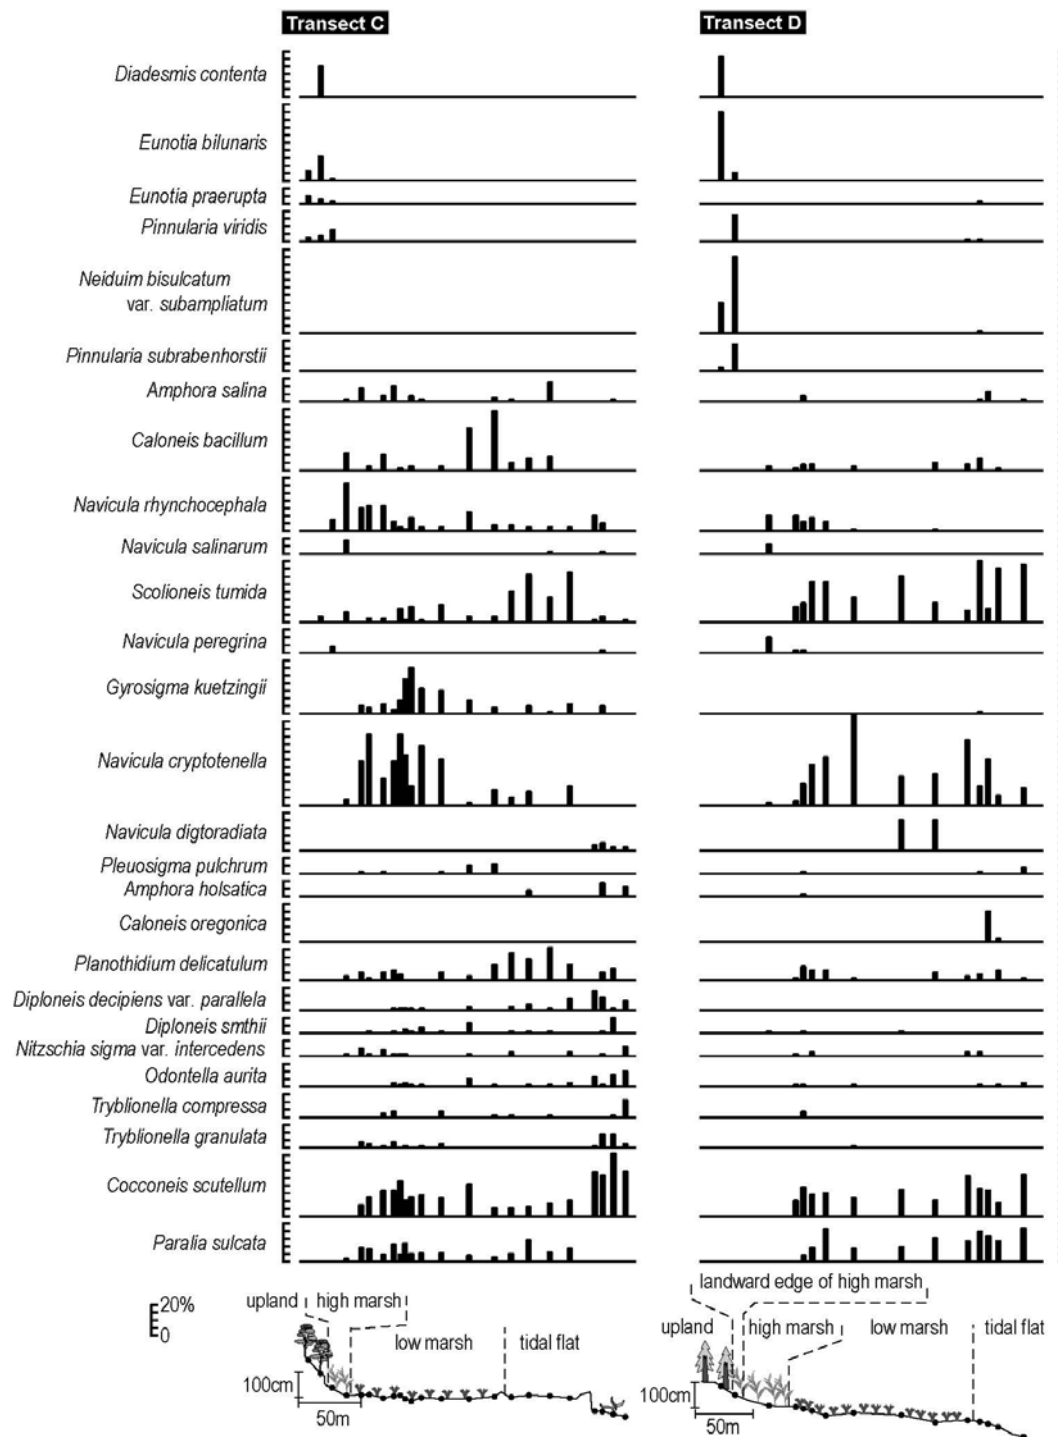 Transect C
Transect D
Diadesmis contenta
Eunotia bilunaris
Eunotia praerupta
Pinnularia viridis
Neiduim bisulcatum
var. subampliatum
Pinnularia subrabenhorstii
Amphora salina
Caloneis bacillum
Navicula rhynchocephala
Navicula salinarum
Scolioneis tumida
Navicula peregrina
Gyrosigma kuetzingii
Navicula cryptotenella
Navicula digtoradiata
Pleuosigma pulchrum
Amphora holsatica
Caloneis oregonica
Planothidium delicatulum
Diploneis decipiens var. parallela
Diploneis smthii
Nitzschia sigma var. intercedens
Odontella aurita
Tryblionella compressa
Tryblionella granulata
Cocconeis scutellum
Paralia sulcata
20%
0
upland
high marsh
low marsh
tidal flat
100cm
50m
landward edge of high marsh
upland
high marsh
low marsh
tidal flat
100cm
50m